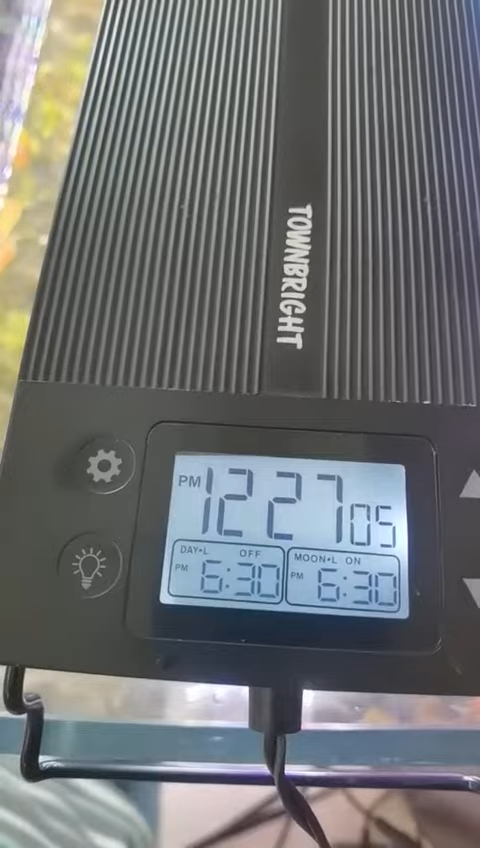 TOWNBRIGHT
PM 12 27 05
DAY•L OFF
PM 6:30
MOON•L ON
PM 6:30